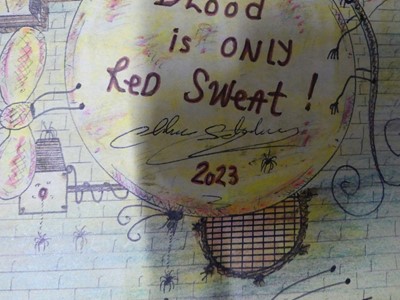 BLOOD
is ONLY
ReD SWeAt !
2023